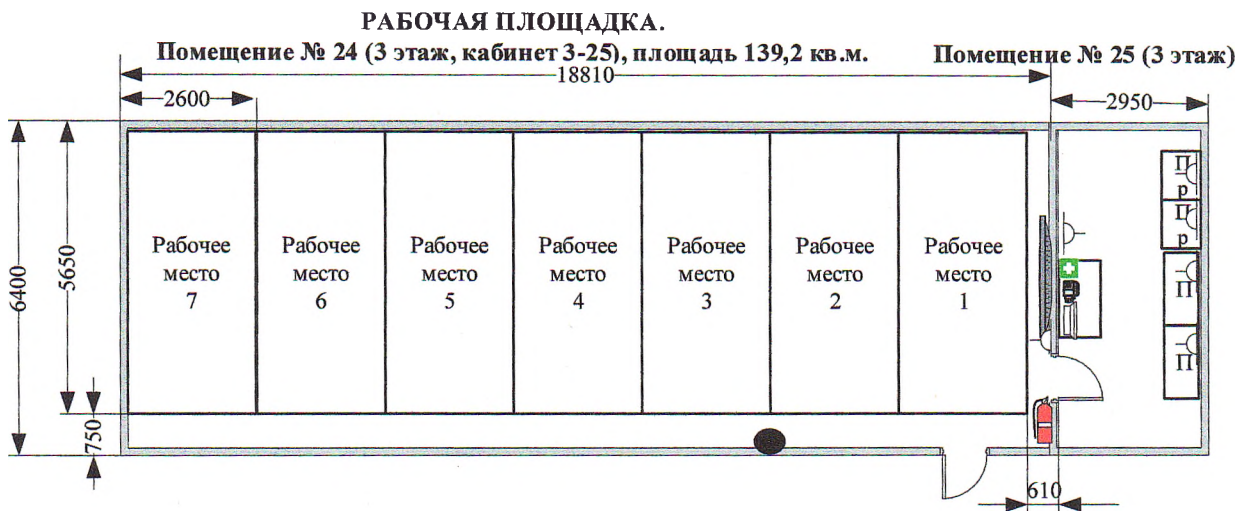 РАБОЧАЯ ПЛОЩАДКА.
Помещение № 24 (3 этаж, кабинет 3-25), площадь 139,2 кв.м.
Помещение № 25 (3 этаж)
18810
2600
2950
6400
5650
750
Рабочее
место
7
Рабочее
место
6
Рабочее
место
5
Рабочее
место
4
Рабочее
место
3
Рабочее
место
2
Рабочее
место
1
П
р
П
р
П
П
610